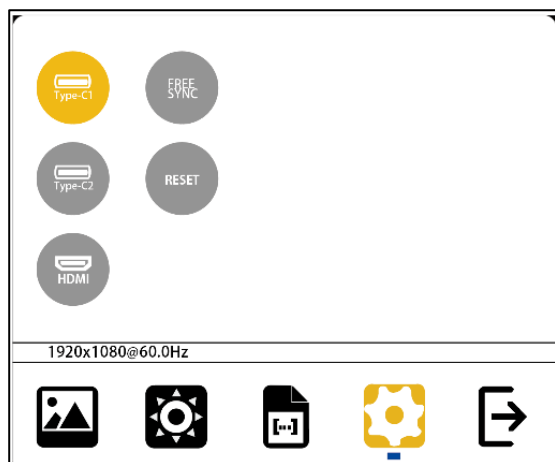 Type-C1
FREE
SYNC
Type-C2
RESET
HDMI
1920x1080@60.0Hz
[...]